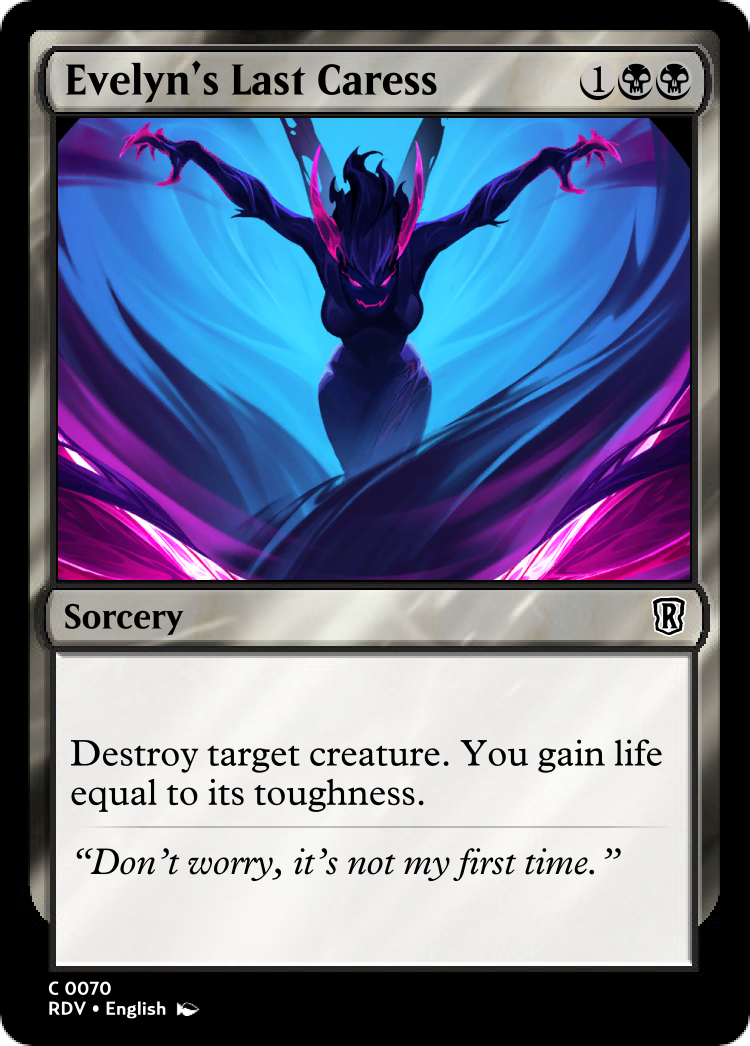 Evelyn's Last Caress 1
Sorcery R
Destroy target creature. You gain life
equal to its toughness.
“Don't worry, it's not my first time.”
C 0070
RDV • English